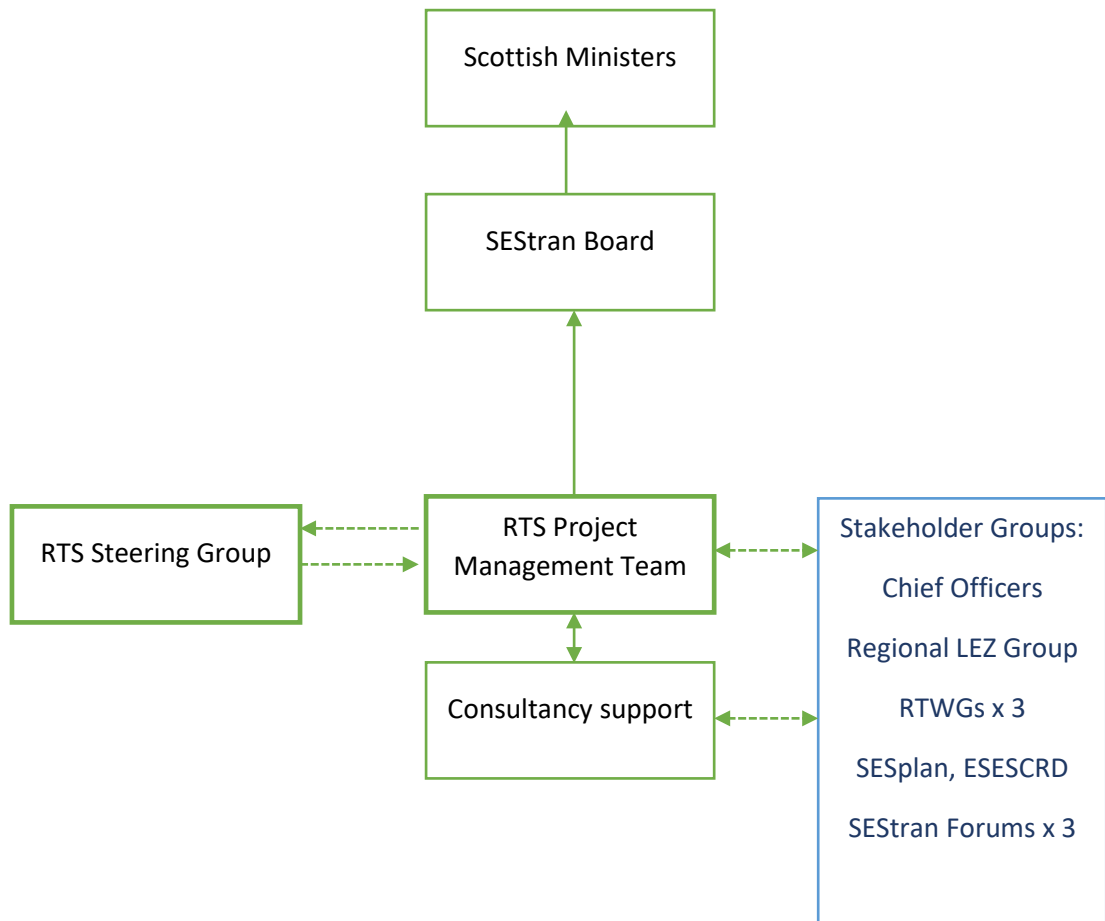 Scottish Ministers
SEStran Board
RTS Steering Group
RTS Project
Management Team
Consultancy support
Stakeholder Groups:
Chief Officers
Regional LEZ Group
RTWGs x 3
SESplan, ESESCRD
SEStran Forums x 3